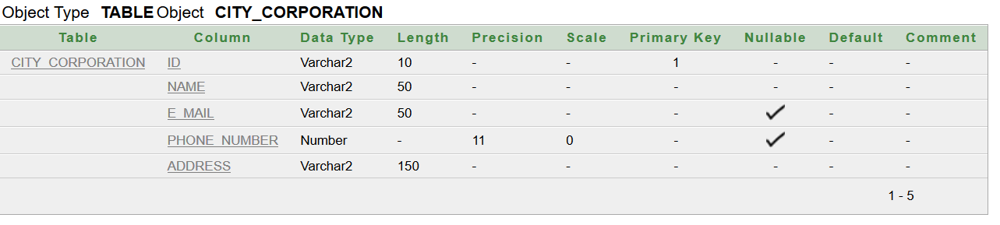 Object Type TABLE Object CITY_CORPORATION
Table Column Data Type Length Precision Scale Primary Key Nullable Default Comment
CITY_CORPORATION ID Varchar2 10 - - 1 - - -
NAME Varchar2 50 - - - - - -
E_MAIL Varchar2 50 - - - ✓ - -
PHONE_NUMBER Number - 11 0 - ✓ - -
ADDRESS Varchar2 150 - - - - - -
1 - 5